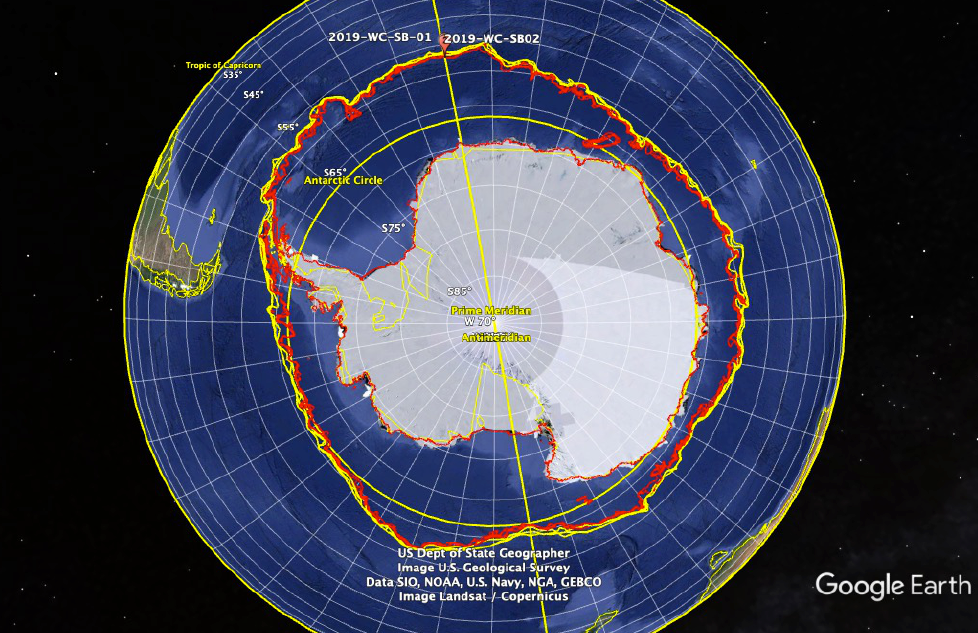 2019-WC-SB-01
2019-WC-SB02
Tropic of Capricorn
S35°
S45°
S55°
S65°
Antarctic Circle
S75°
S85°
Prime Meridian
W 70°
Antimeridian
US Dept of State Geographer
Image U.S. Geological Survey
Data SIO, NOAA, U.S. Navy, NGA, GEBCO
Image Landsat / Copernicus
Google Earth